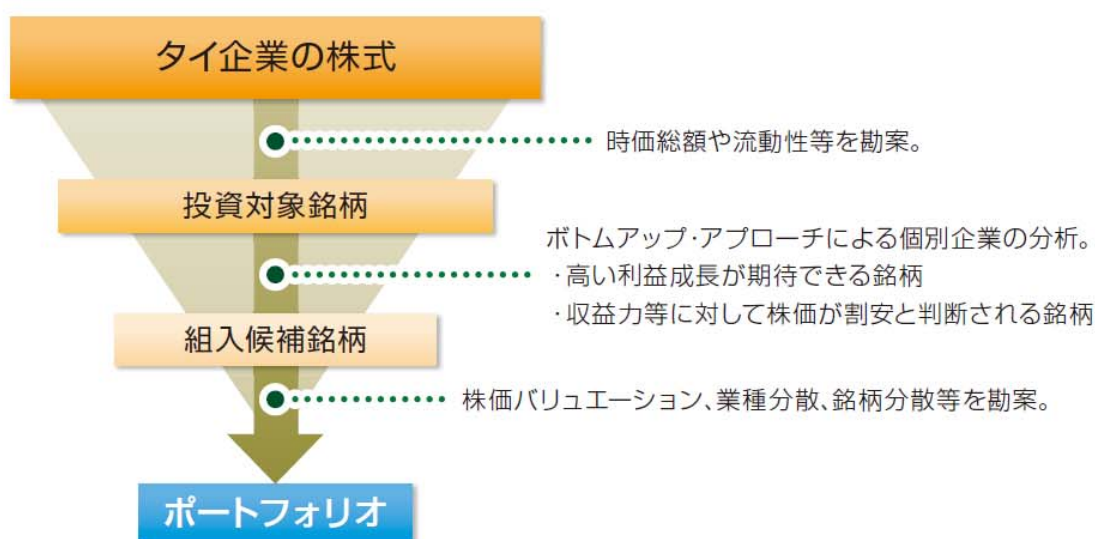 タイ企業の株式
時価総額や流動性等を勘案。
投資対象銘柄
ボトムアップ・アプローチによる個別企業の分析。
・高い利益成長が期待できる銘柄
・収益力等に対して株価が割安と判断される銘柄
組入候補銘柄
株価バリュエーション、業種分散、銘柄分散等を勘案。
ポートフォリオ